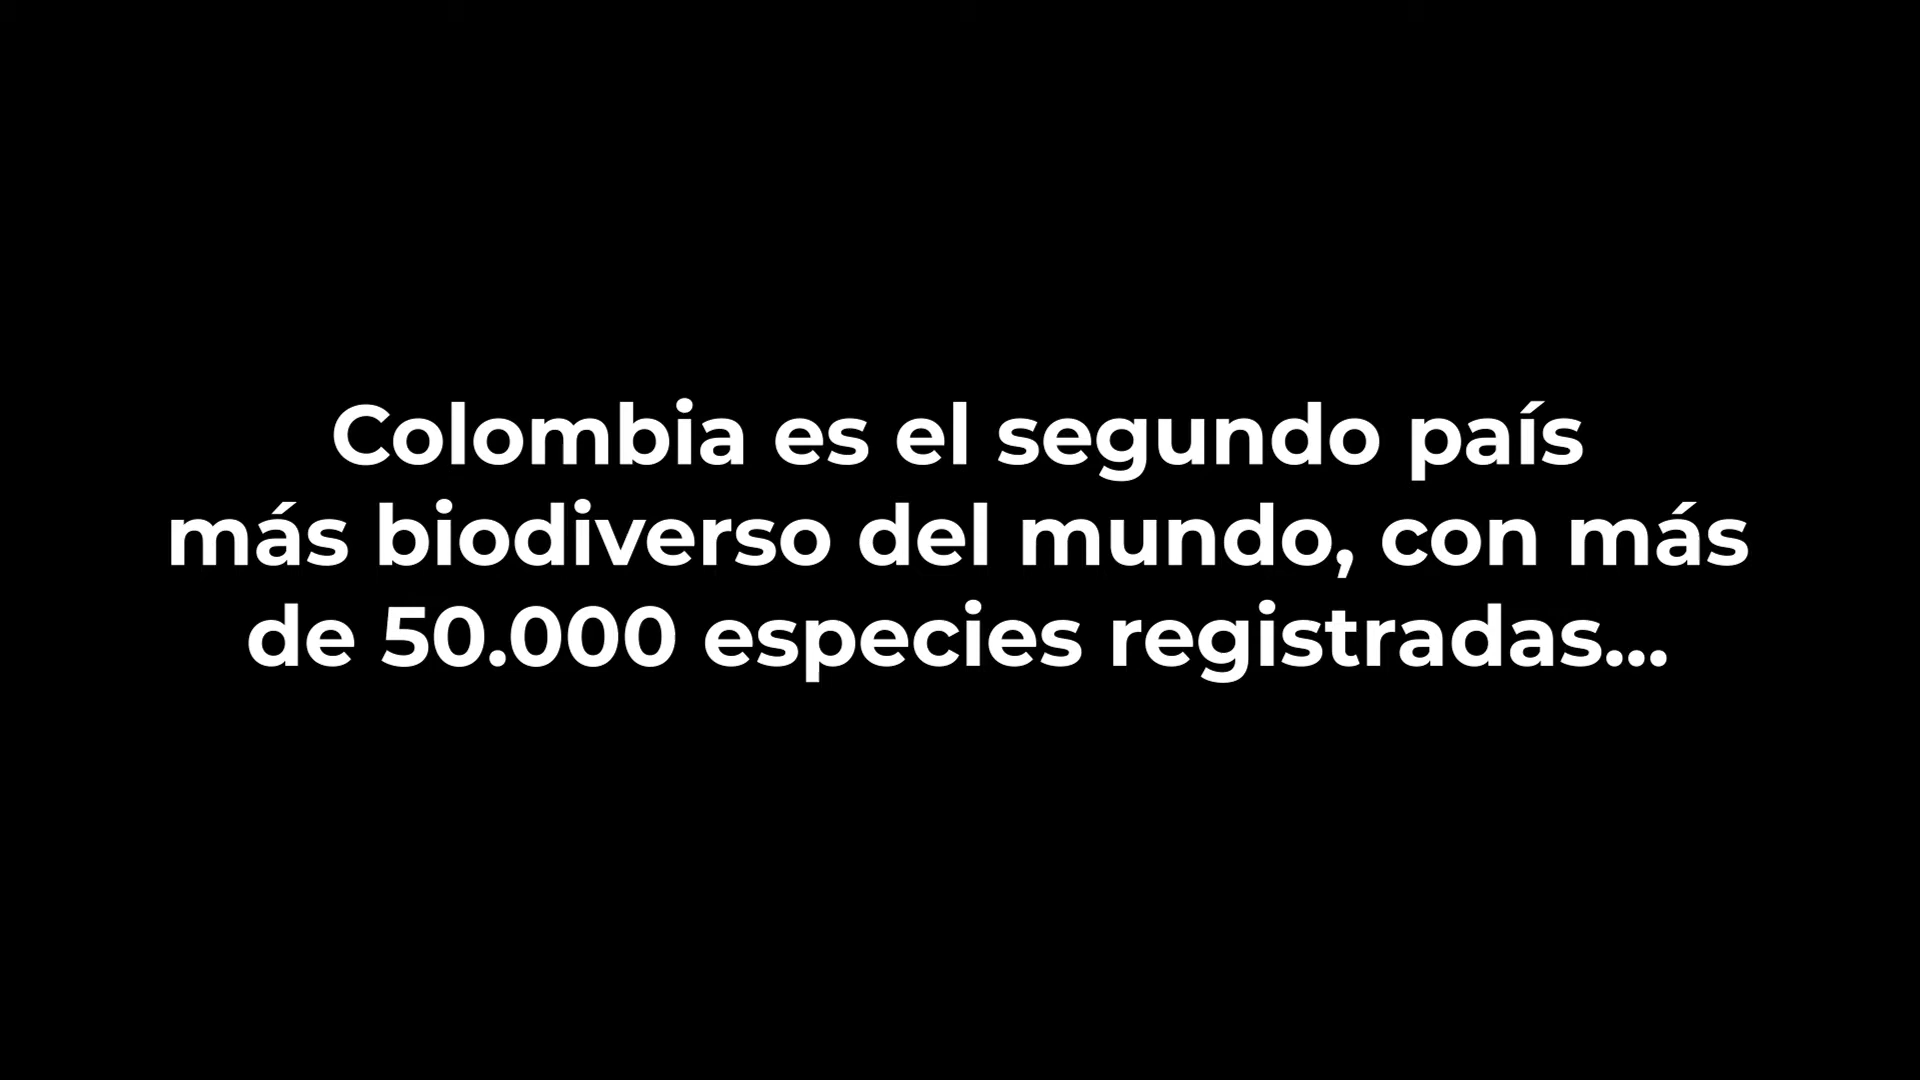 Colombia es el segundo país
más biodiverso del mundo, con más
de 50.000 especies registradas...